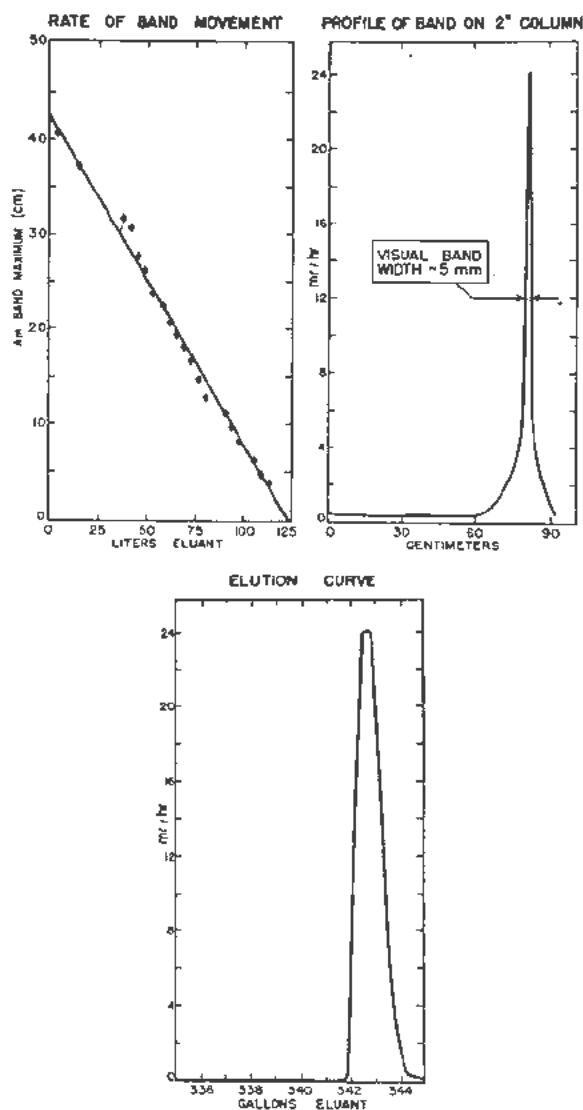 RATE OF BAND MOVEMENT
50
40
30
20
10
0
Am BAND MAXIMUM (cm)
0 25 50 75 100 125
LITERS ELUANT
PROFILE OF BAND ON 2" COLUMN
24
20
16
12
8
4
0
mr/hr
VISUAL BAND
WIDTH ~5 mm
0 30 60 90
CENTIMETERS
ELUTION CURVE
24
20
16
12
8
4
0
mr/hr
336 338 340 342 344
GALLONS ELUANT